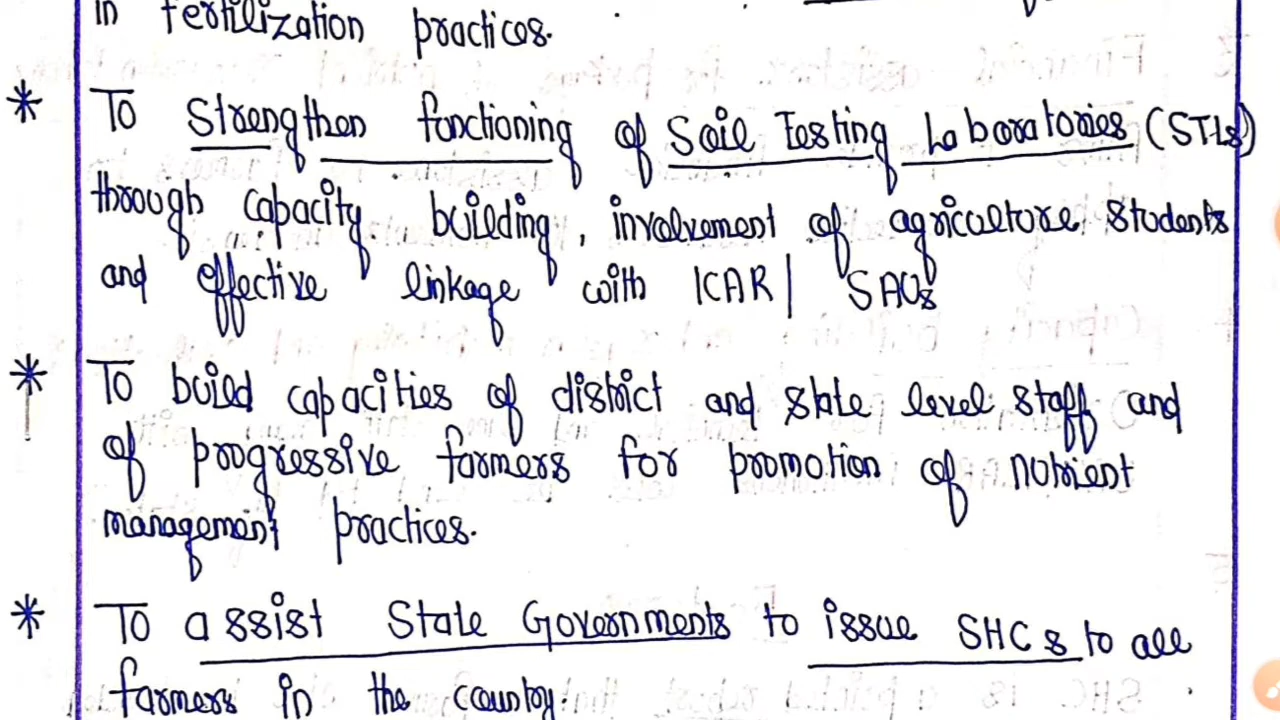 in fertilization practices.
* To Strengthen functioning of Soil Testing Laboratories (STLs)
through capacity building, involvement of agriculture students
and effective linkage with ICAR/ SAUs
* To build capacities of district and state level staff and
of progressive farmers for promotion of nutrient
management practices.
* To assist State Governments to issue SHCs to all
farmers in the country.